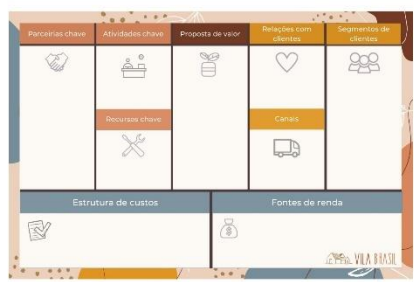 Parcerias chave
Atividades chave
Proposta de valor
Relações com
clientes
Segmentos de
clientes
Recursos chave
Canais
Estrutura de custos
Fontes de renda
VILA BRASIL